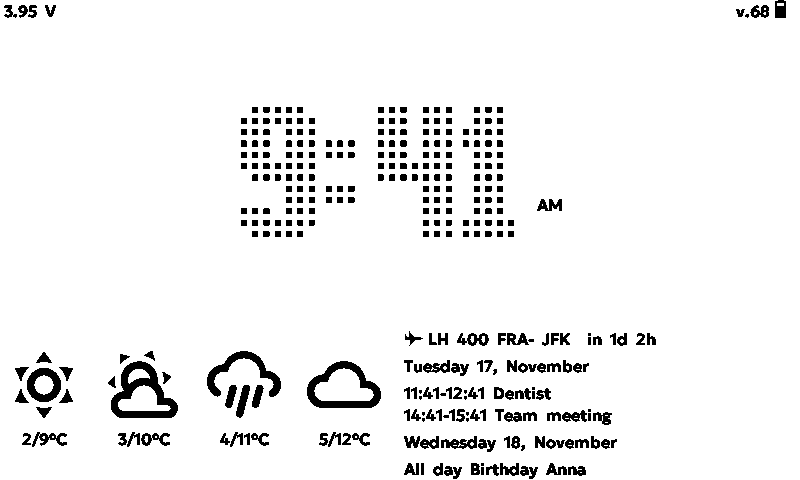 3.95 V
v.68
9:41 AM
2/9°C
3/10°C
4/11°C
5/12°C
LH 400 FRA- JFK in 1d 2h
Tuesday 17, November
11:41-12:41 Dentist
14:41-15:41 Team meeting
Wednesday 18, November
All day Birthday Anna